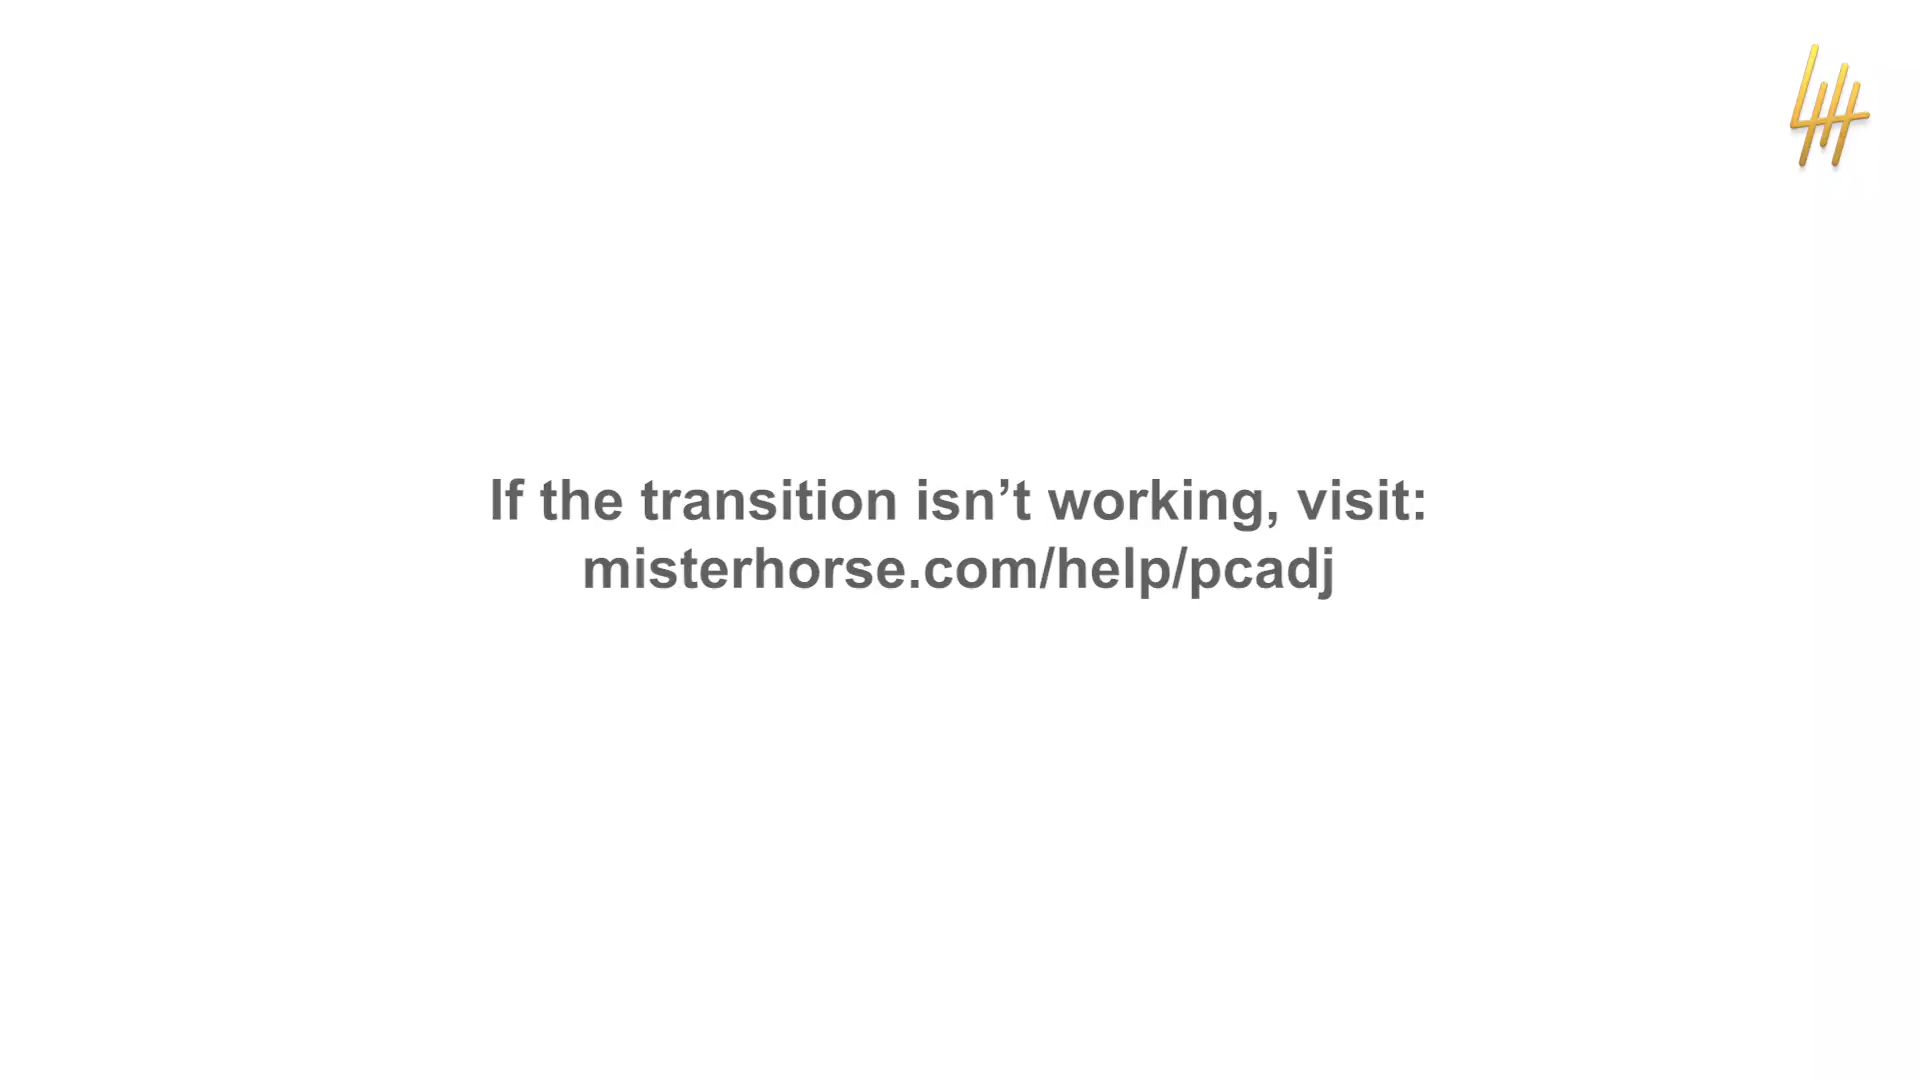 If the transition isn’t working, visit:
misterhorse.com/help/pcadj